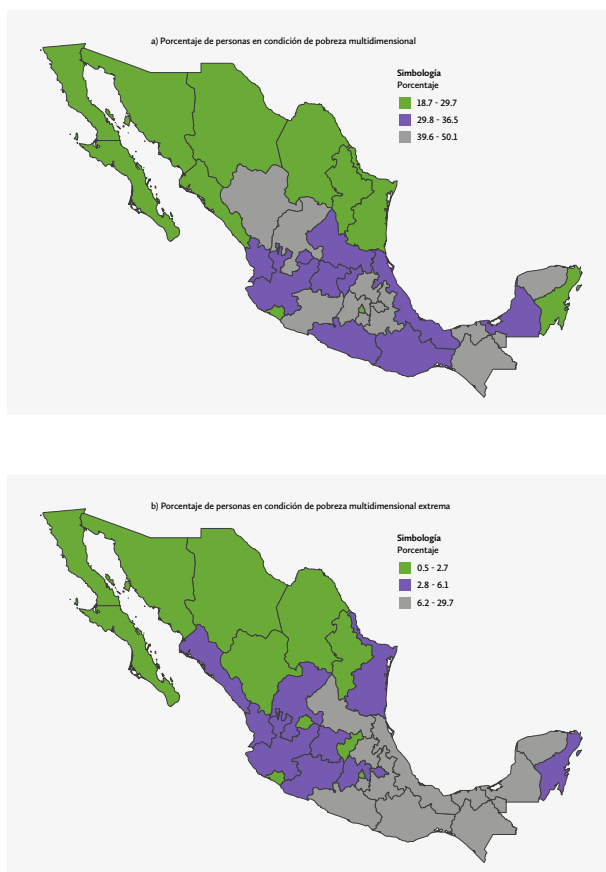 a) Porcentaje de personas en condición de pobreza multidimensional
Simbología
Porcentaje
18.7 - 29.7
29.8 - 36.5
39.6 - 50.1
b) Porcentaje de personas en condición de pobreza multidimensional extrema
Simbología
Porcentaje
0.5 - 2.7
2.8 - 6.1
6.2 - 29.7